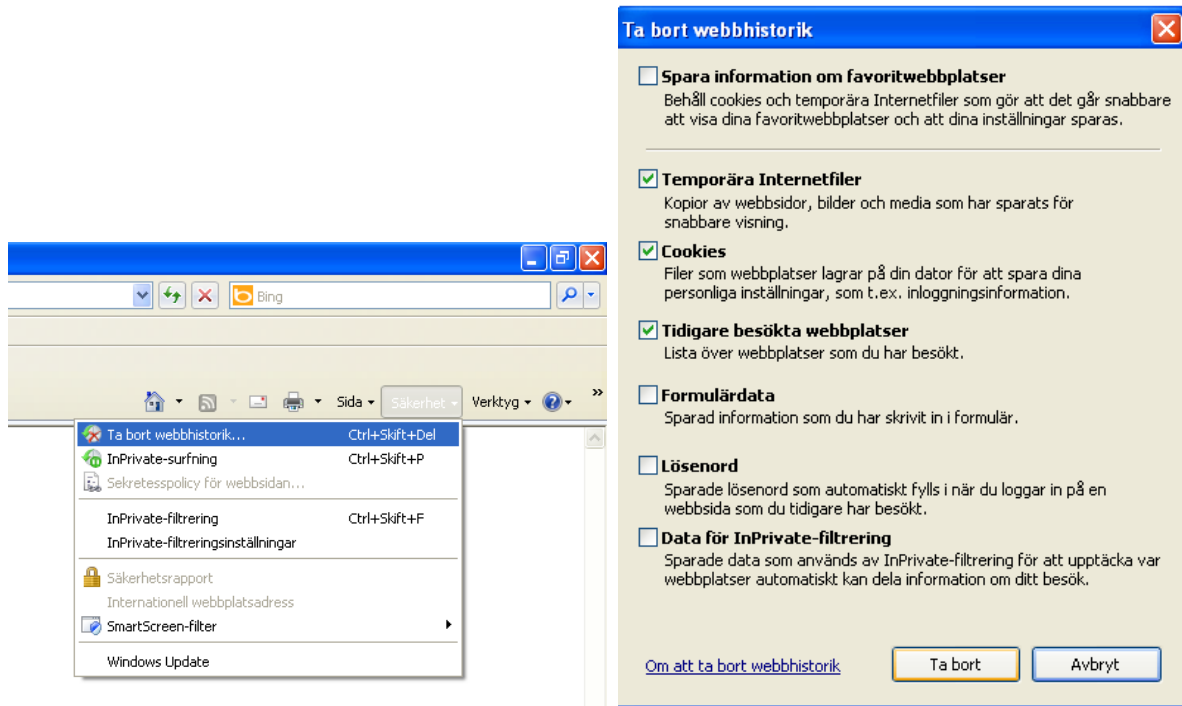 Bing
Sida Säkerhet Verktyg »
Ta bort webbhistorik... Ctrl+Skift+Del
InPrivate-surfning Ctrl+Skift+P
Sekretesspolicy för webbsidan...
InPrivate-filtrering Ctrl+Skift+F
InPrivate-filtreringsinställningar
Säkerhetsrapport
Internationell webbplatsadress
SmartScreen-filter
Windows Update
Ta bort webbhistorik
Spara information om favoritwebbplatser
Behåll cookies och temporära Internetfiler som gör att det går snabbare
att visa dina favoritwebbplatser och att dina inställningar sparas.
Temporära Internetfiler
Kopior av webbsidor, bilder och media som har sparats för
snabbare visning.
Cookies
Filer som webbplatser lagrar på din dator för att spara dina
personliga inställningar, som t.ex. inloggningsinformation.
Tidigare besökta webbplatser
Lista över webbplatser som du har besökt.
Formulärdata
Sparad information som du har skrivit in i formulär.
Lösenord
Sparade lösenord som automatiskt fylls i när du loggar in på en
webbsida som du tidigare har besökt.
Data för InPrivate-filtrering
Sparade data som används av InPrivate-filtrering för att upptäcka var
webbplatser automatiskt kan dela information om ditt besök.
Om att ta bort webbhistorik Ta bort Avbryt